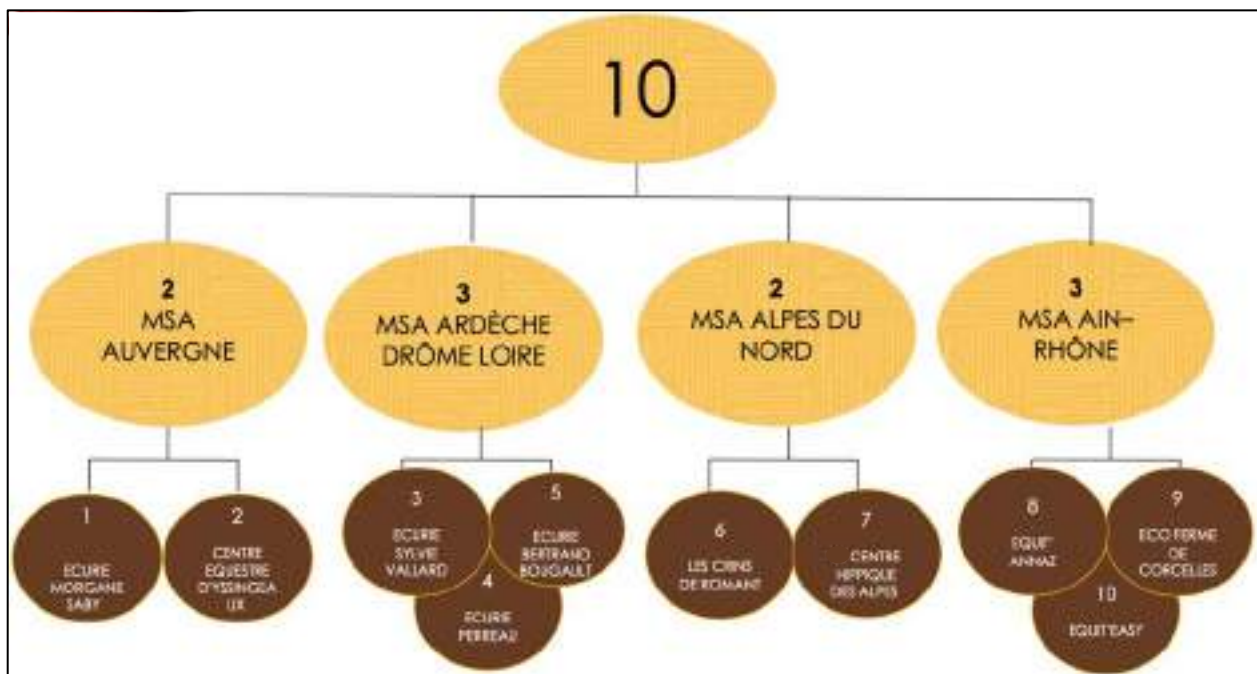 10
2
MSA
AUVERGNE
3
MSA ARDÈCHE
DRÔME LOIRE
2
MSA ALPES DU
NORD
3
MSA AIN–
RHÔNE
1
ECURIE
MORGANE
SABY
2
CENTRE
EQUESTRE
D'YSSINGEA
UX
3
ECURIE
SYLVIE
VALLARD
4
ECURIE
PERREAU
5
ECURIE
BERTRAND
BOUGAULT
6
LES CRINS
DE ROMANT
7
CENTRE
HIPPIQUE
DES ALPES
8
EQUI'
ANNAZ
9
ECO FERME
DE
CORCELLES
10
EQUIT'EASY